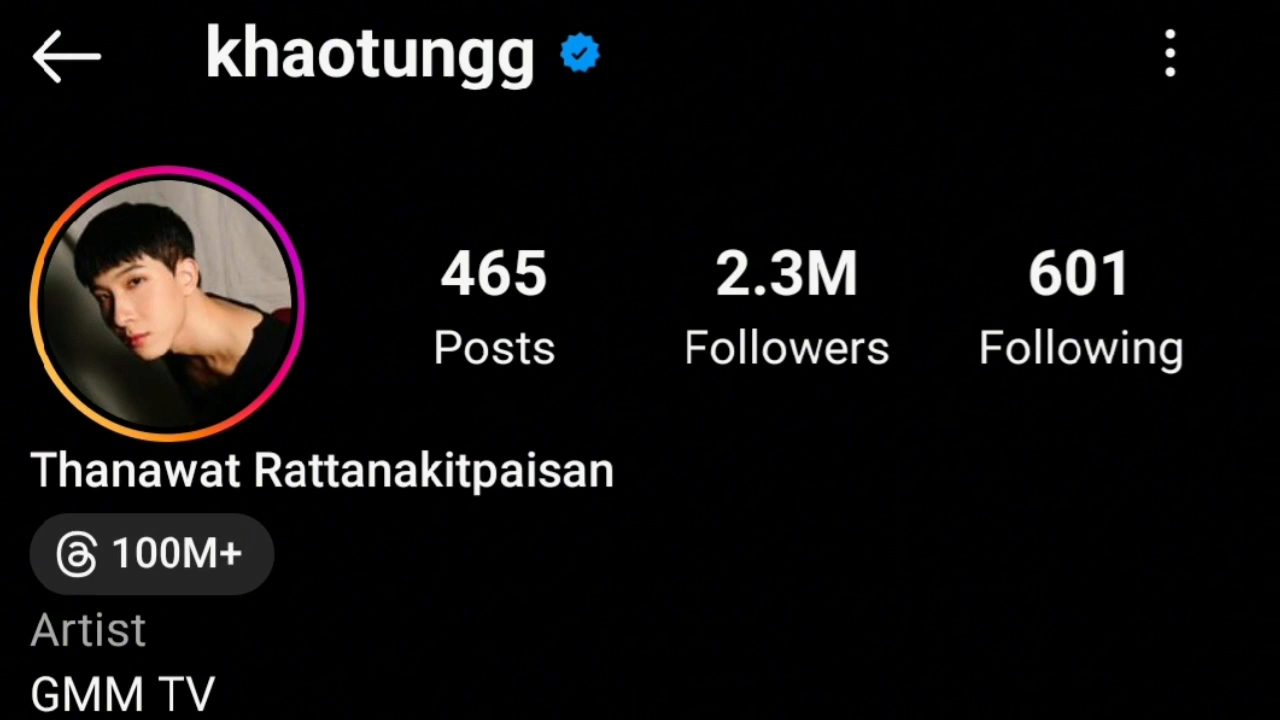 khaotungg
465 2.3M 601
Posts Followers Following
Thanawat Rattanakitpaisan
100M+
Artist
GMM TV